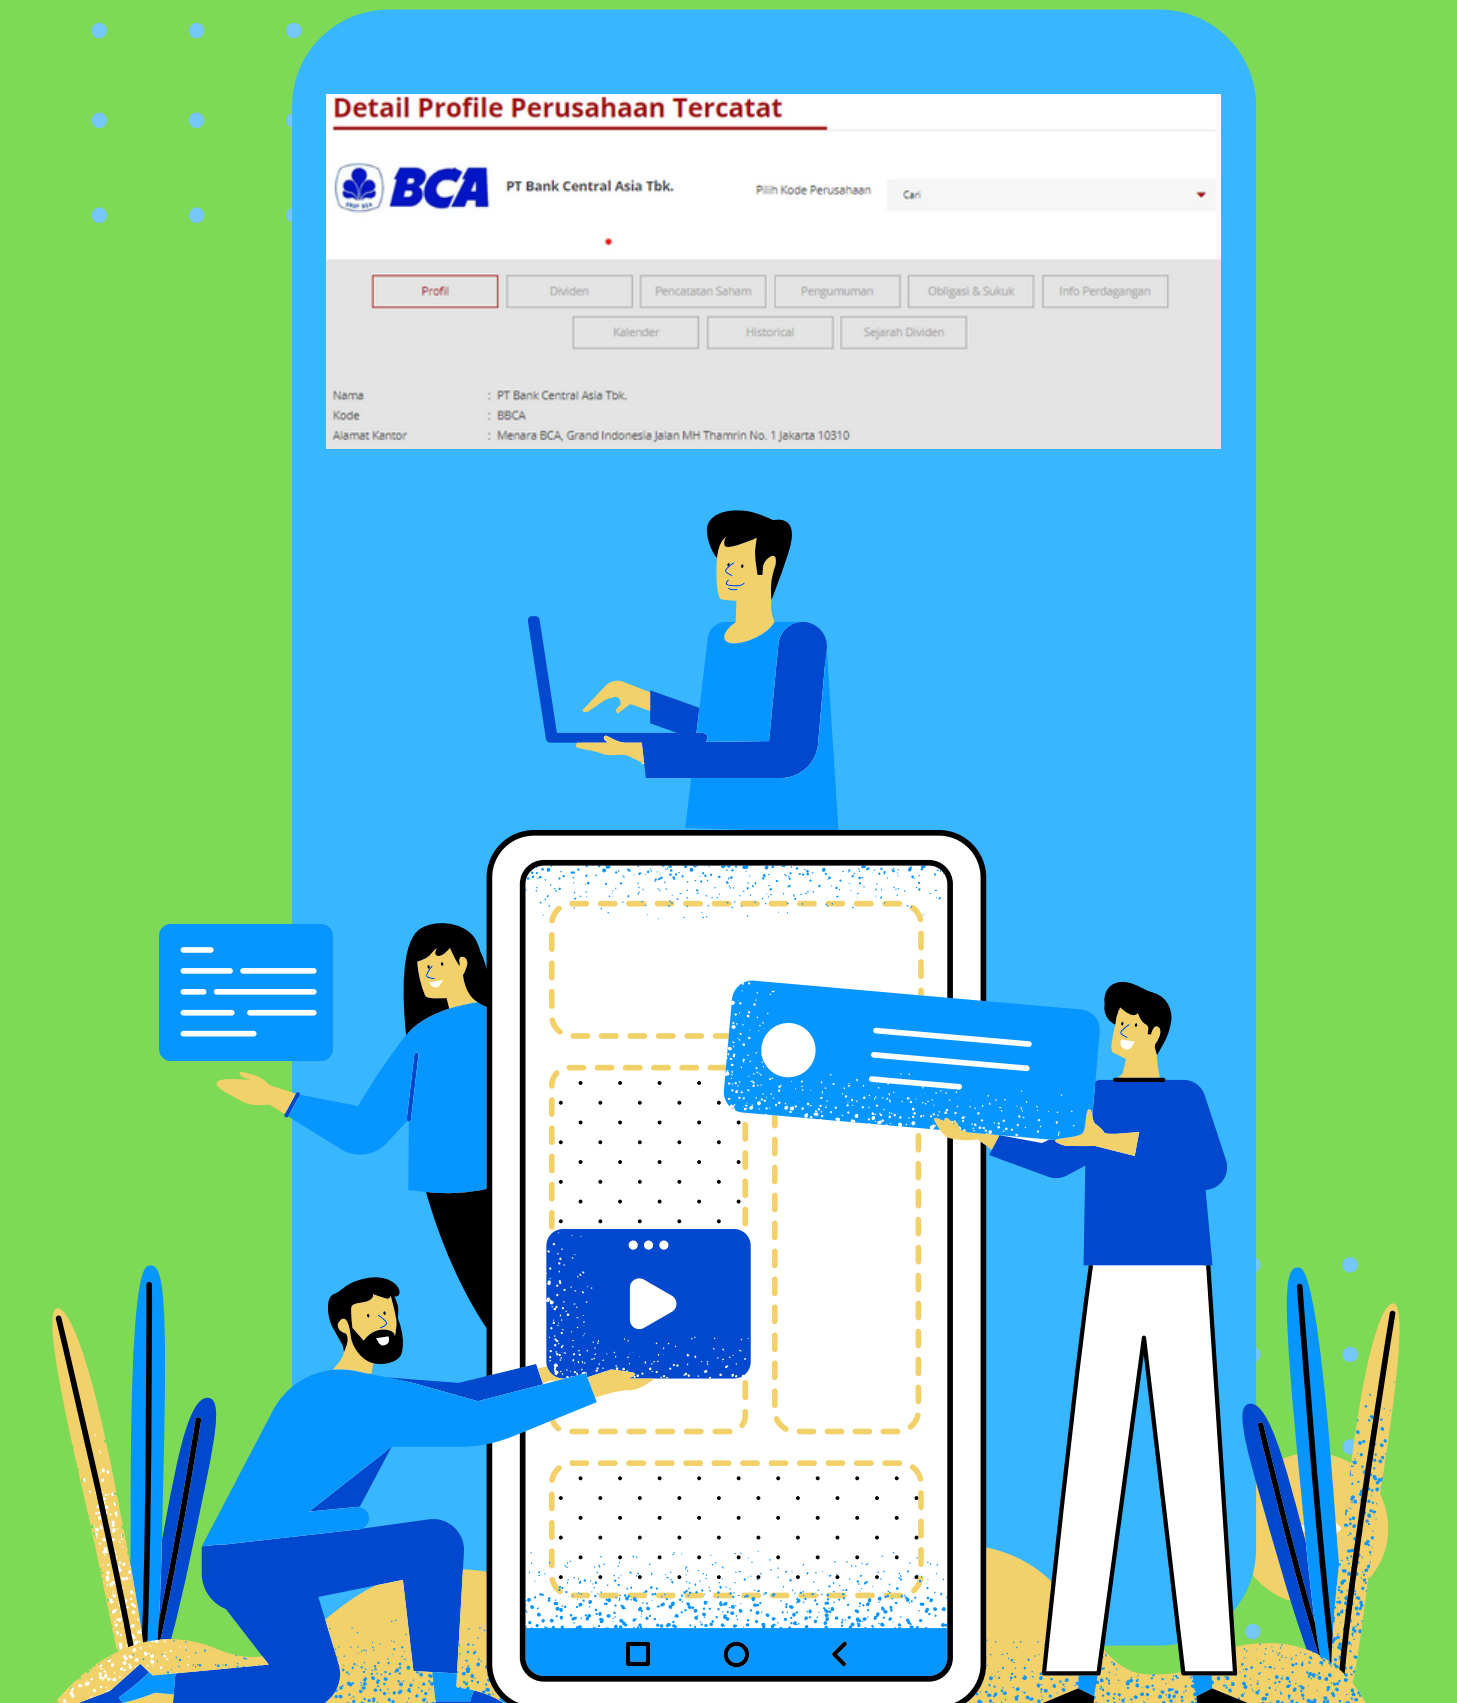 Detail Profile Perusahaan Tercatat
BCA PT Bank Central Asia Tbk. Pilih Kode Perusahaan Cari
Profil Dividen Pencatatan Saham Pengumuman Obligasi & Sukuk Info Perdagangan
Kalender Historical Sejarah Dividen
Nama : PT Bank Central Asia Tbk.
Kode : BBCA
Alamat Kantor : Menara BCA, Grand Indonesia Jalan MH Thamrin No. 1 Jakarta 10310